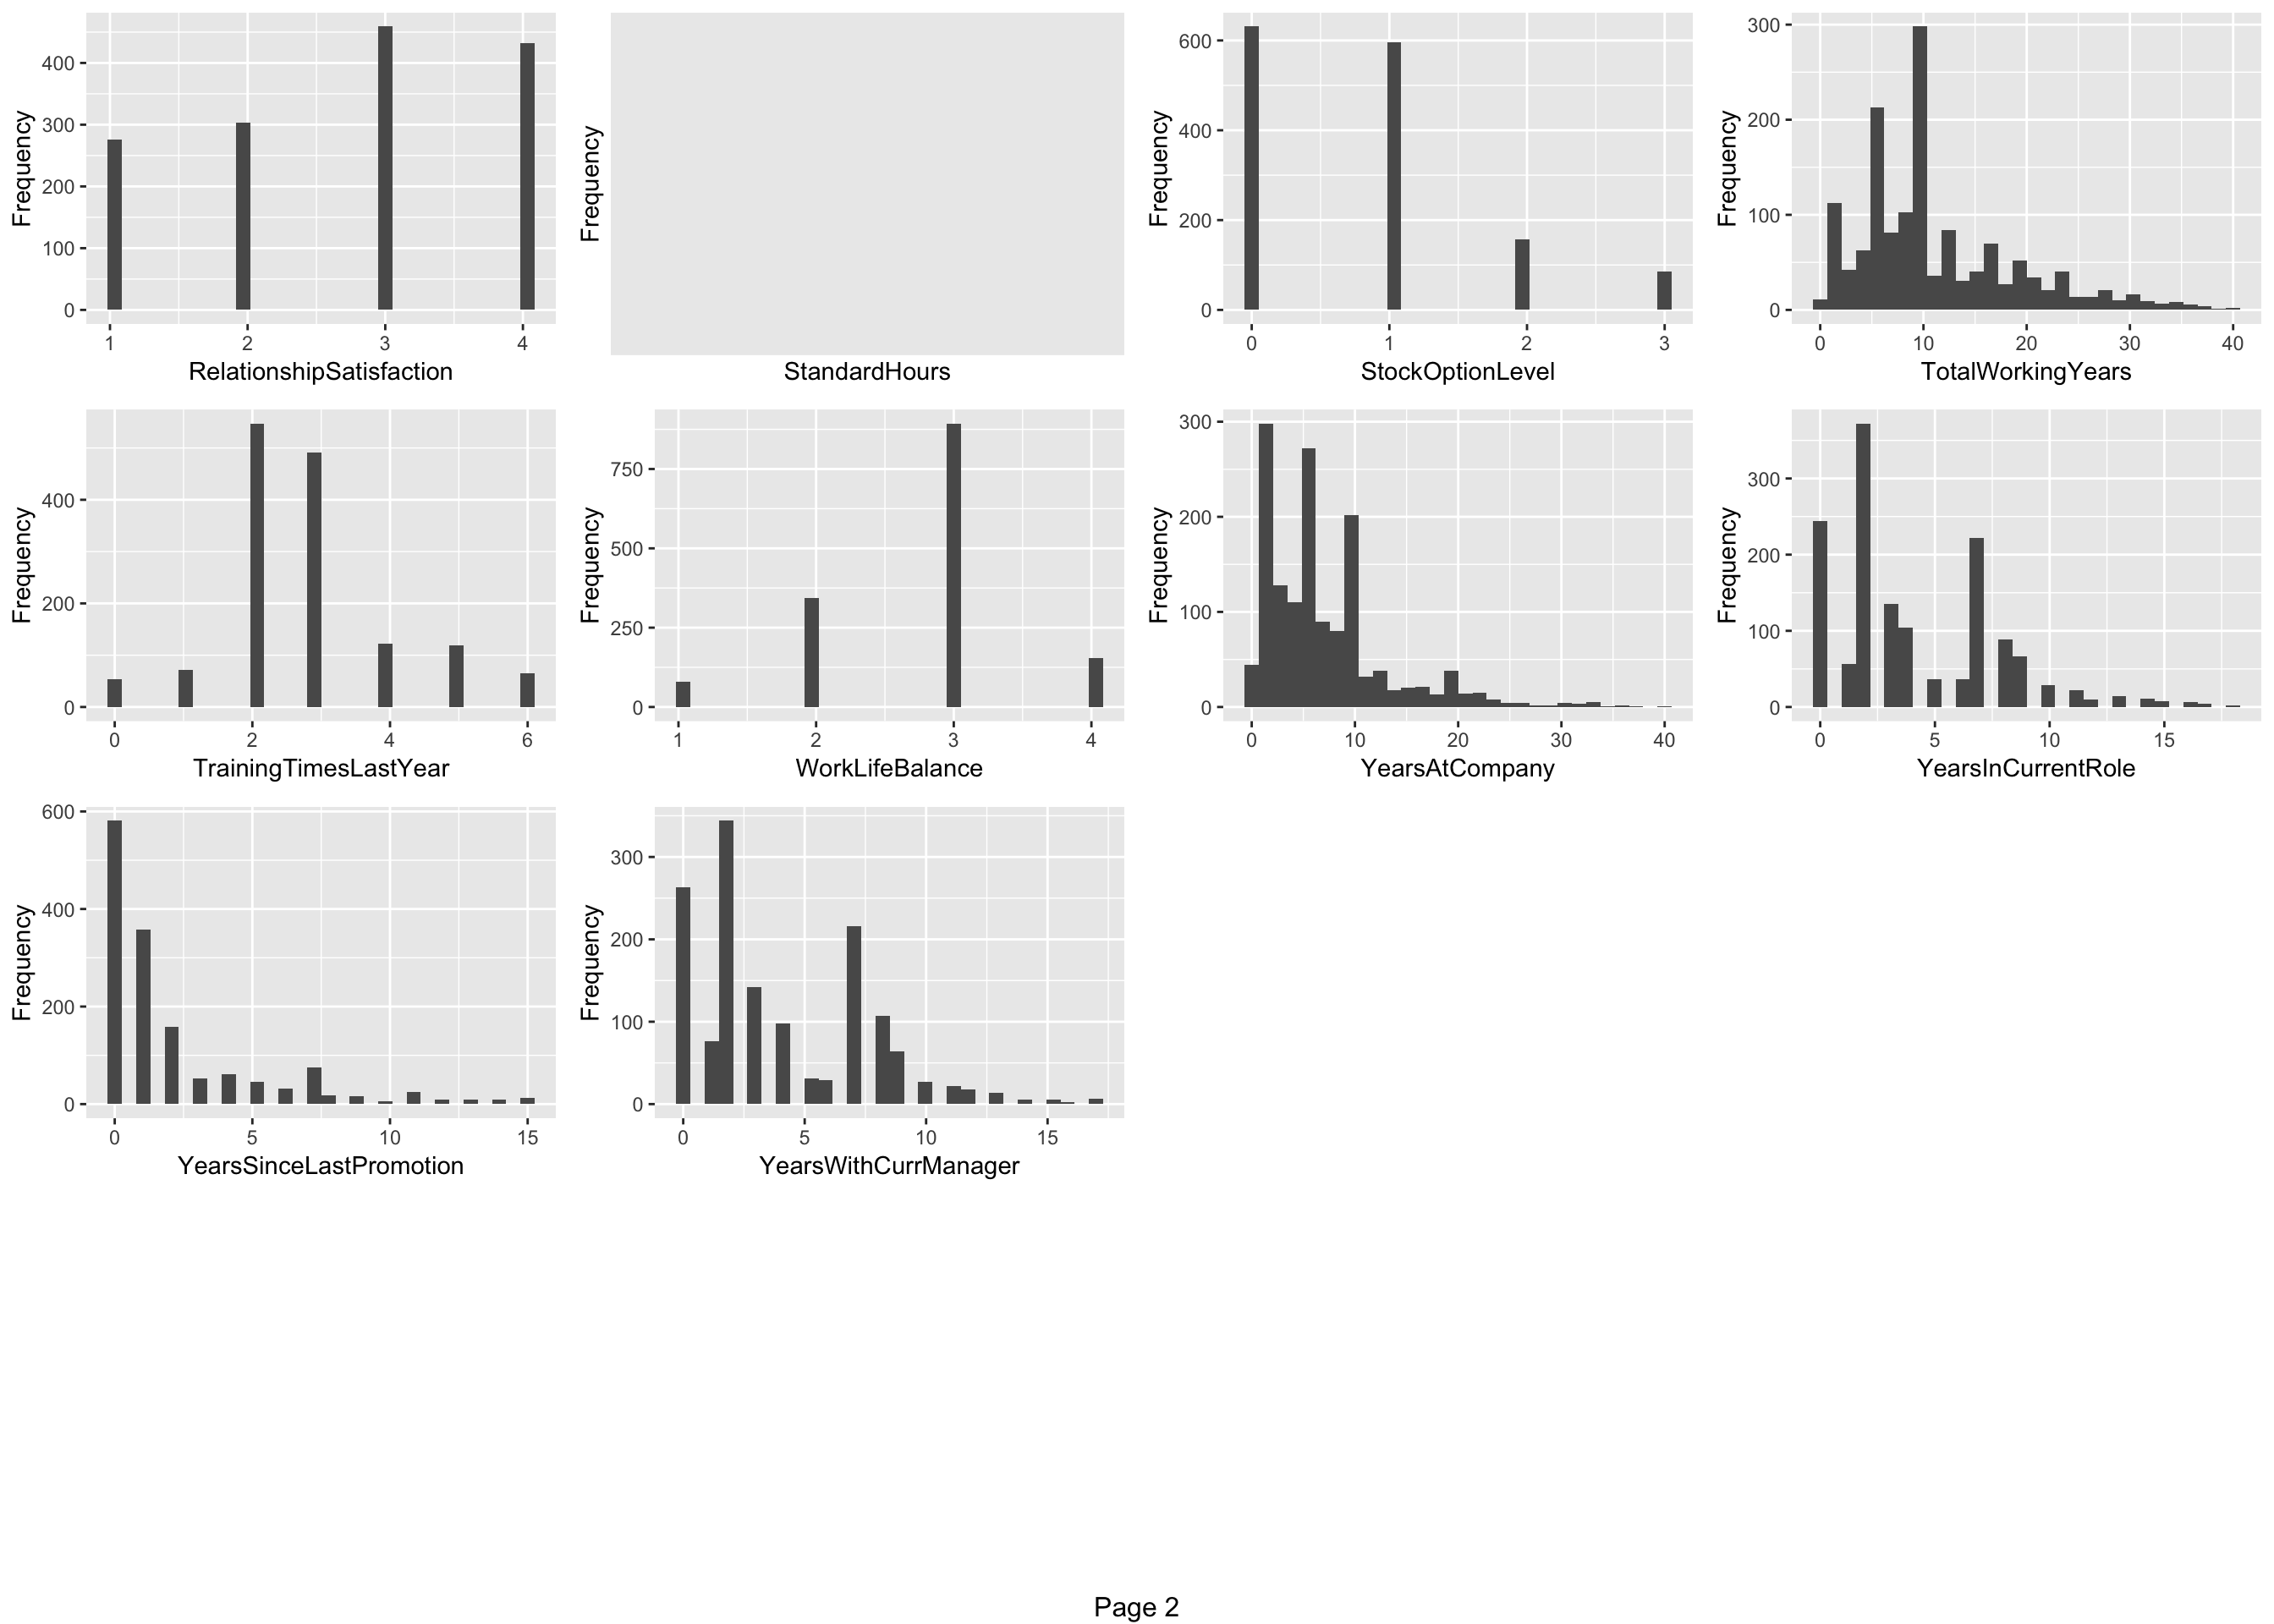 Frequency
400
300
200
100
0
1 2 3 4
RelationshipSatisfaction
Frequency
StandardHours
Frequency
600
400
200
0
0 1 2 3
StockOptionLevel
Frequency
300
200
100
0
0 10 20 30 40
TotalWorkingYears
Frequency
400
200
0
0 2 4 6
TrainingTimesLastYear
Frequency
750
500
250
0
1 2 3 4
WorkLifeBalance
Frequency
300
200
100
0
0 10 20 30 40
YearsAtCompany
Frequency
300
200
100
0
0 5 10 15
YearsInCurrentRole
Frequency
600
400
200
0
0 5 10 15
YearsSinceLastPromotion
Frequency
300
200
100
0
0 5 10 15
YearsWithCurrManager
Page 2